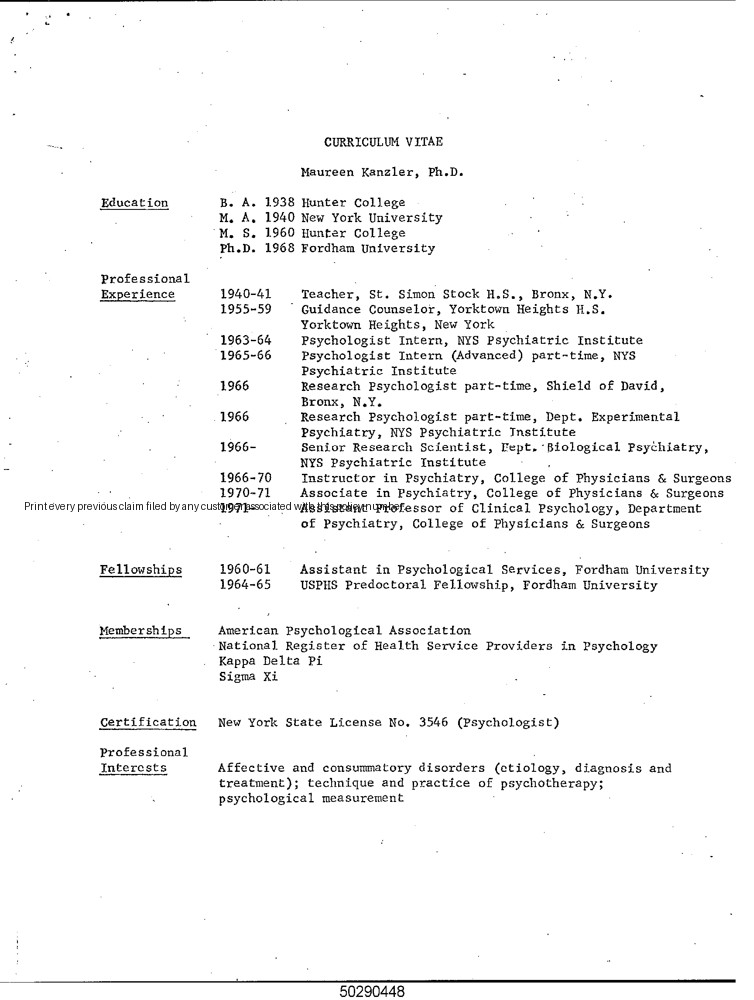 CURRICULUM VITAE
Maureen Kanzler, Ph.D.
Education B. A. 1938 Hunter College
M. A. 1940 New York University
M. S. 1960 Hunter College
Ph.D. 1968 Fordham University
Professional
Experience 1940-41 Teacher, St. Simon Stock H.S., Bronx, N.Y.
1955-59 Guidance Counselor, Yorktown Heights H.S.
Yorktown Heights, New York
1963-64 Psychologist Intern, NYS Psychiatric Institute
1965-66 Psychologist Intern (Advanced) part-time, NYS
Psychiatric Institute
1966 Research Psychologist part-time, Shield of David,
Bronx, N.Y.
1966 Research Psychologist part-time, Dept. Experimental
Psychiatry, NYS Psychiatric Institute
1966- Senior Research Scientist, Dept. Biological Psychiatry,
NYS Psychiatric Institute
1966-70 Instructor in Psychiatry, College of Physicians & Surgeons
1970-71 Associate in Psychiatry, College of Physicians & Surgeons
Print every previous claim filed by any customer associated with this policy number.
1971- Assistant Professor of Clinical Psychology, Department
of Psychiatry, College of Physicians & Surgeons
Fellowships 1960-61 Assistant in Psychological Services, Fordham University
1964-65 USPHS Predoctoral Fellowship, Fordham University
Memberships American Psychological Association
National Register of Health Service Providers in Psychology
Kappa Delta Pi
Sigma Xi
Certification New York State License No. 3546 (Psychologist)
Professional
Interests Affective and consummatory disorders (etiology, diagnosis and
treatment); technique and practice of psychotherapy;
psychological measurement
50290448